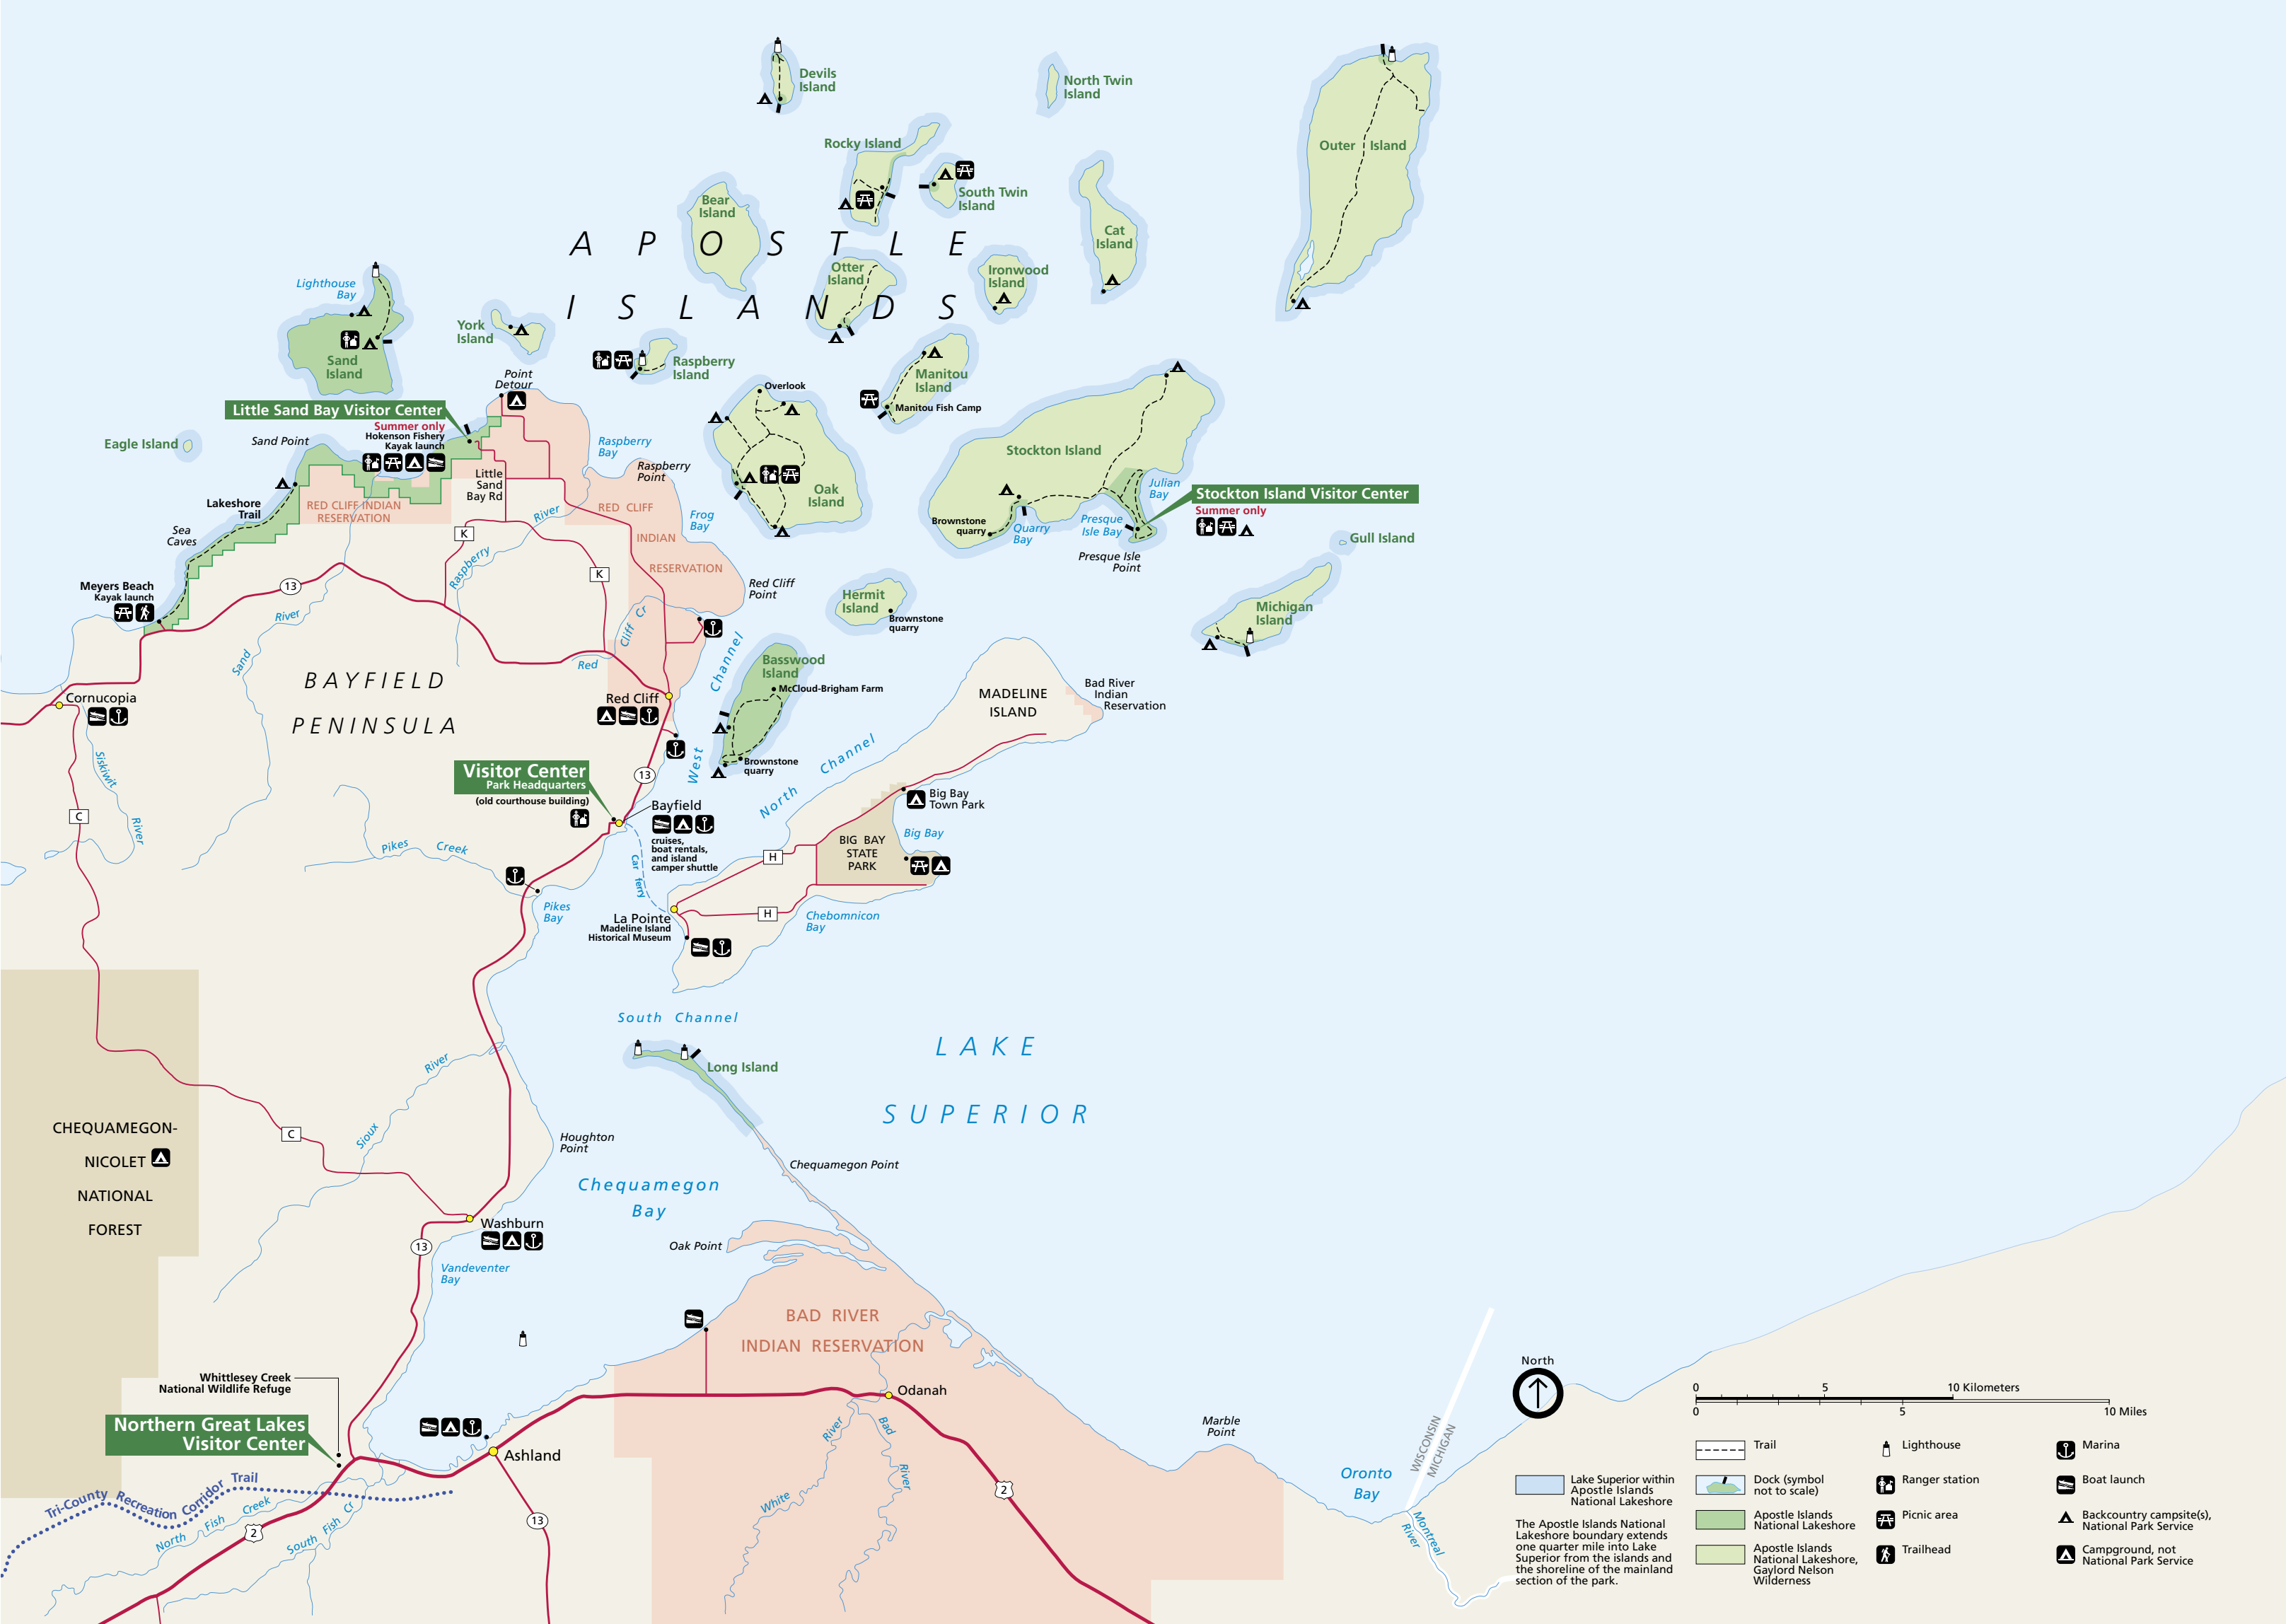 Devils
Island
North Twin
Island
Rocky Island
Outer Island
South Twin
Island
Bear
Island
Cat
Island
APOSTLE
ISLANDS
Otter
Island
Ironwood
Island
Lighthouse
Bay
York
Island
Sand
Island
Raspberry
Island
Manitou
Island
Manitou Fish Camp
Point
Detour
Overlook
Little Sand Bay Visitor Center
Summer only
Hokenson Fishery
Kayak launch
Eagle Island
Sand Point
Raspberry
Bay
Raspberry
Point
Little
Sand
Bay Rd
Oak
Island
Stockton Island
Julian
Bay
Stockton Island Visitor Center
Summer only
Brownstone
quarry
Quarry
Bay
Presque
Isle Bay
Presque Isle
Point
Gull Island
Lakeshore
Trail
RED CLIFF INDIAN
RESERVATION
Sea
Caves
River
RED CLIFF
INDIAN
RESERVATION
Frog
Bay
K
K
Raspberry
Meyers Beach
Kayak launch
13
River
Sand
Red Cliff
Point
Hermit
Island
Brownstone
quarry
Michigan
Island
Red
Cliff
Cr
BAYFIELD
PENINSULA
Cornucopia
Siskiwit
River
C
Red Cliff
West
Channel
Basswood
Island
McCloud-Brigham Farm
Brownstone
quarry
MADELINE
ISLAND
Bad River
Indian
Reservation
North
Channel
Visitor Center
Park Headquarters
(old courthouse building)
13
Bayfield
cruises,
boat rentals,
and island
camper shuttle
Car ferry
Big Bay
Town Park
Big Bay
BIG BAY
STATE
PARK
H
H
Pikes Creek
Pikes
Bay
La Pointe
Madeline Island
Historical Museum
Chebomnicon
Bay
South Channel
Long Island
LAKE
SUPERIOR
River
Sioux
C
CHEQUAMEGON-
NICOLET
NATIONAL
FOREST
Houghton
Point
Chequamegon Point
Chequamegon
Bay
Washburn
13
Vandeventer
Bay
Oak Point
BAD RIVER
INDIAN RESERVATION
Odanah
Whittlesey Creek
National Wildlife Refuge
Northern Great Lakes
Visitor Center
Ashland
Tri-County Recreation Corridor Trail
North Fish Creek
South Fish Cr
2
13
White
River
Bad
River
2
Marble
Point
Oronto
Bay
WISCONSIN
MICHIGAN
Montreal
River
North
0 5 10 Kilometers
0 5 10 Miles
Lake Superior within
Apostle Islands
National Lakeshore
The Apostle Islands National
Lakeshore boundary extends
one quarter mile into Lake
Superior from the islands and
the shoreline of the mainland
section of the park.
Trail
Dock (symbol
not to scale)
Apostle Islands
National Lakeshore
Apostle Islands
National Lakeshore,
Gaylord Nelson
Wilderness
Lighthouse
Ranger station
Picnic area
Trailhead
Marina
Boat launch
Backcountry campsite(s),
National Park Service
Campground, not
National Park Service